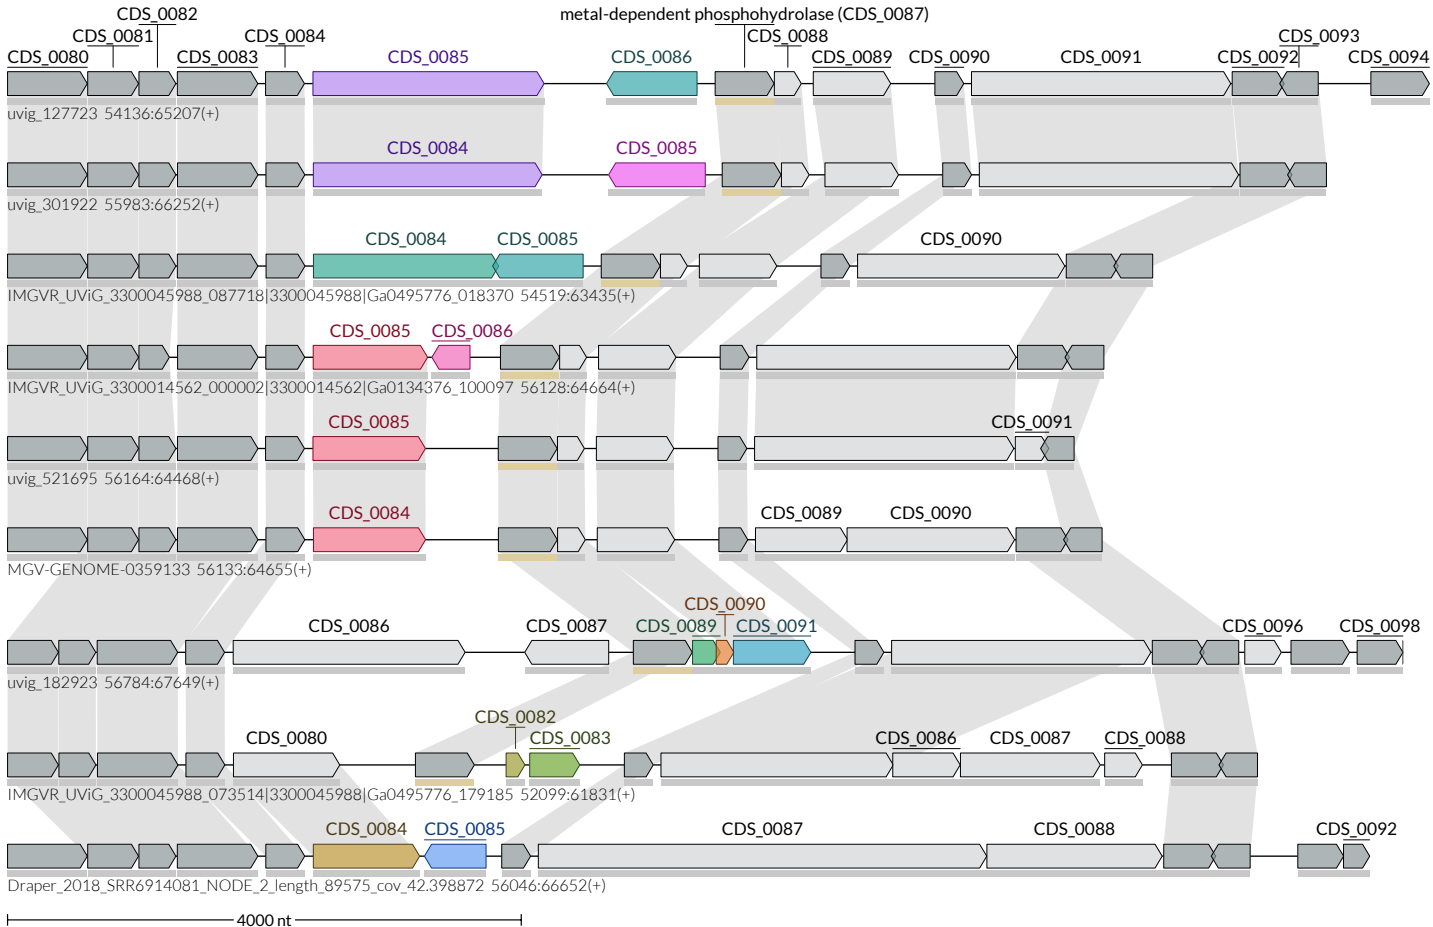 CDS_0082 metal-dependent phosphohydrolase (CDS_0087)
CDS_0081 CDS_0084 CDS_0088 CDS_0093
CDS_0080 CDS_0083 CDS_0085 CDS_0086 CDS_0089 CDS_0090 CDS_0091 CDS_0092 CDS_0094
uvig_127723 54136:65207(+)
CDS_0084 CDS_0085
uvig_301922 55983:66252(+)
CDS_0084 CDS_0085 CDS_0090
IMGVR_UViG_3300045988_087718|3300045988|Ga0495776_018370 54519:63435(+)
CDS_0085 CDS_0086
IMGVR_UViG_3300014562_000002|3300014562|Ga0134376_100097 56128:64664(+)
CDS_0085 CDS_0091
uvig_521695 56164:64468(+)
CDS_0084 CDS_0089 CDS_0090
MGV-GENOME-0359133 56133:64655(+)
CDS_0090
CDS_0086 CDS_0087 CDS_0089 CDS_0091 CDS_0096 CDS_0098
uvig_182923 56784:67649(+)
CDS_0082
CDS_0080 CDS_0083 CDS_0086 CDS_0087 CDS_0088
IMGVR_UViG_3300045988_073514|3300045988|Ga0495776_179185 52099:61831(+)
CDS_0084 CDS_0085 CDS_0087 CDS_0088 CDS_0092
Draper_2018_SRR6914081_NODE_2_length_89575_cov_42.398872 56046:66652(+)
4000 nt